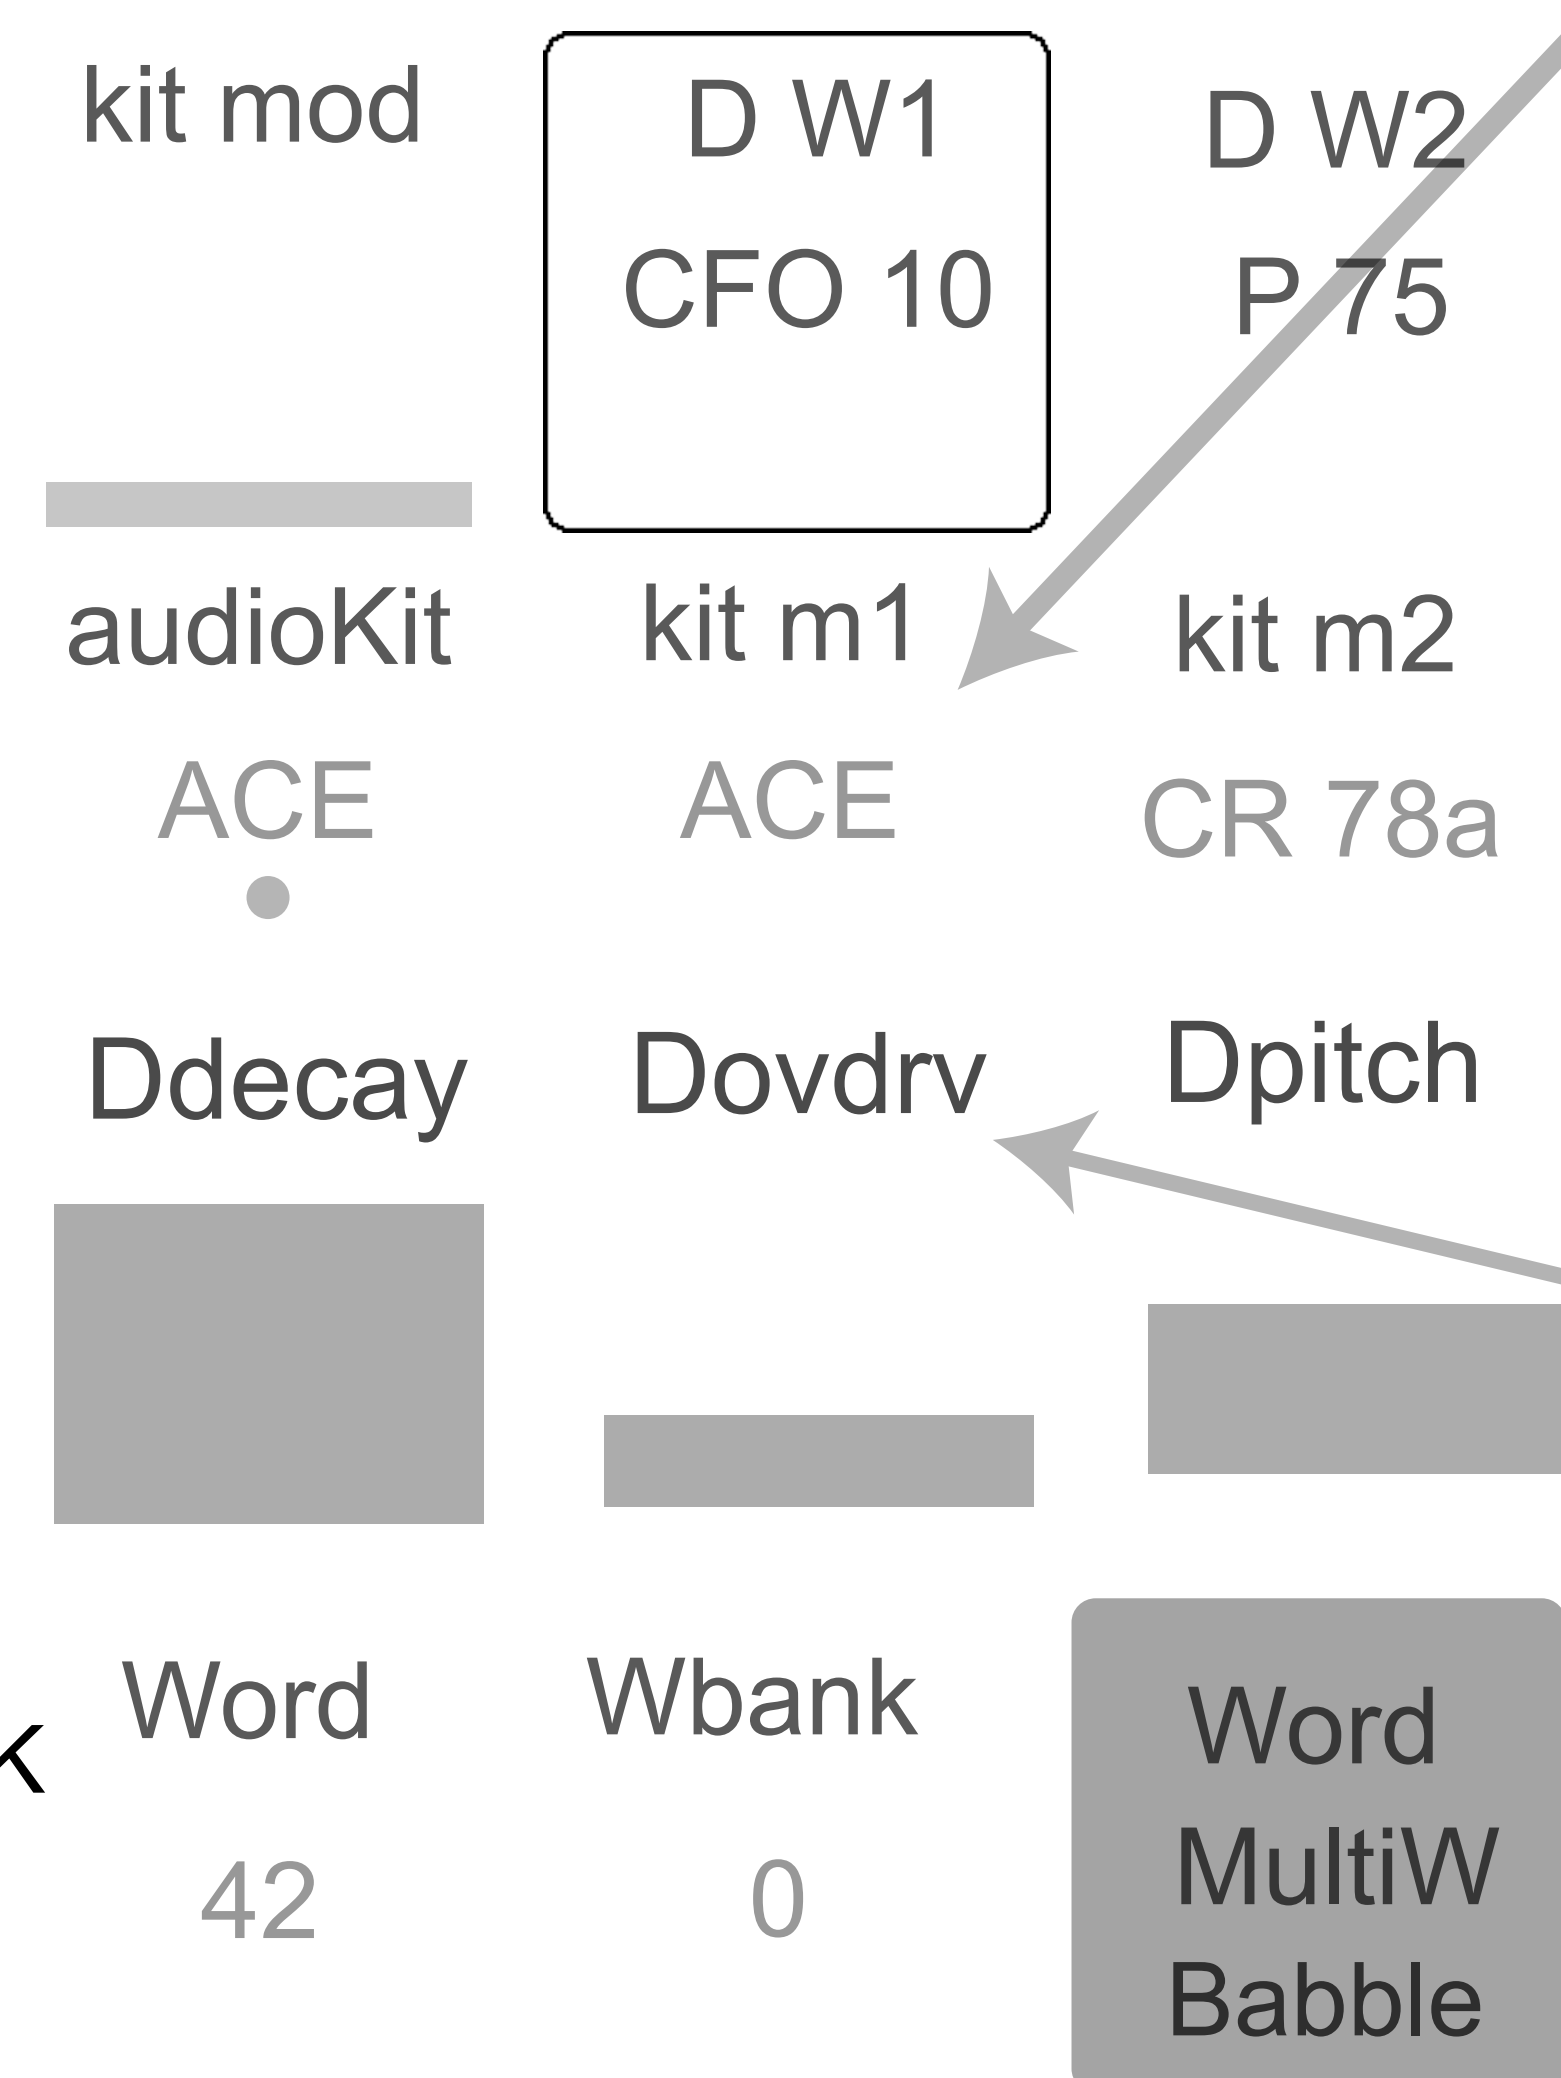 kit mod
D W1
CFO 10
D W2
P 75
audioKit
ACE
kit m1
ACE
kit m2
CR 78a
Ddecay
Dovdrv
Dpitch
K
Word
42
Wbank
0
Word
MultiW
Babble